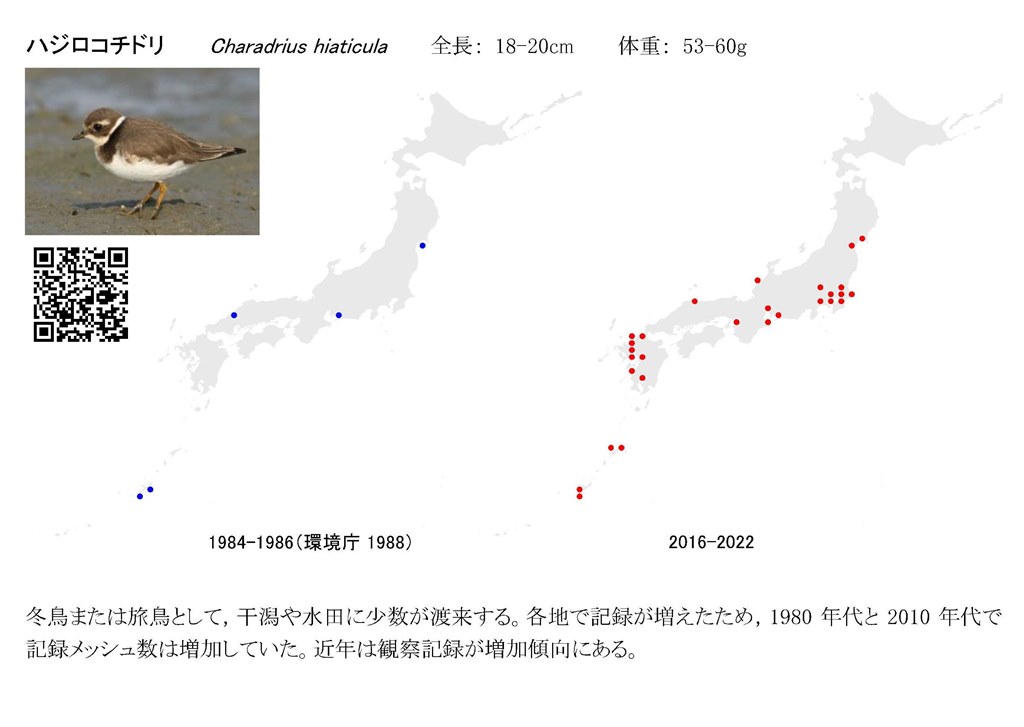 ハジロコチドリ Charadrius hiaticula 全長： 18-20cm 体重： 53-60g
1984-1986（環境庁 1988） 2016-2022
冬鳥または旅鳥として，干潟や水田に少数が渡来する。各地で記録が増えたため，1980 年代と 2010 年代で
記録メッシュ数は増加していた。近年は観察記録が増加傾向にある。